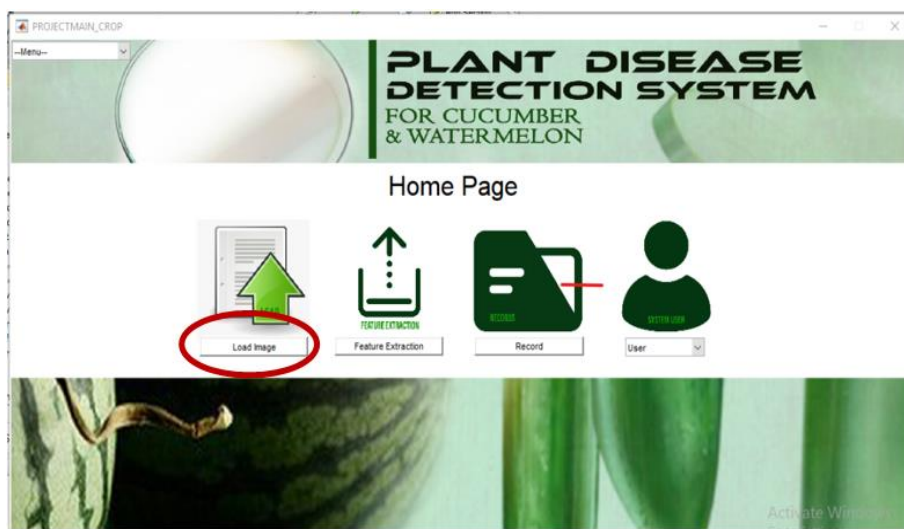 PROJECTMAIN_CROP
--Menu--
PLANT DISEASE
DETECTION SYSTEM
FOR CUCUMBER
& WATERMELON
Home Page
LOAD
FEATURE EXTRACTION
RECORDS
SYSTEM USER
Load Image
Feature Extraction
Record
User
Activate Windows